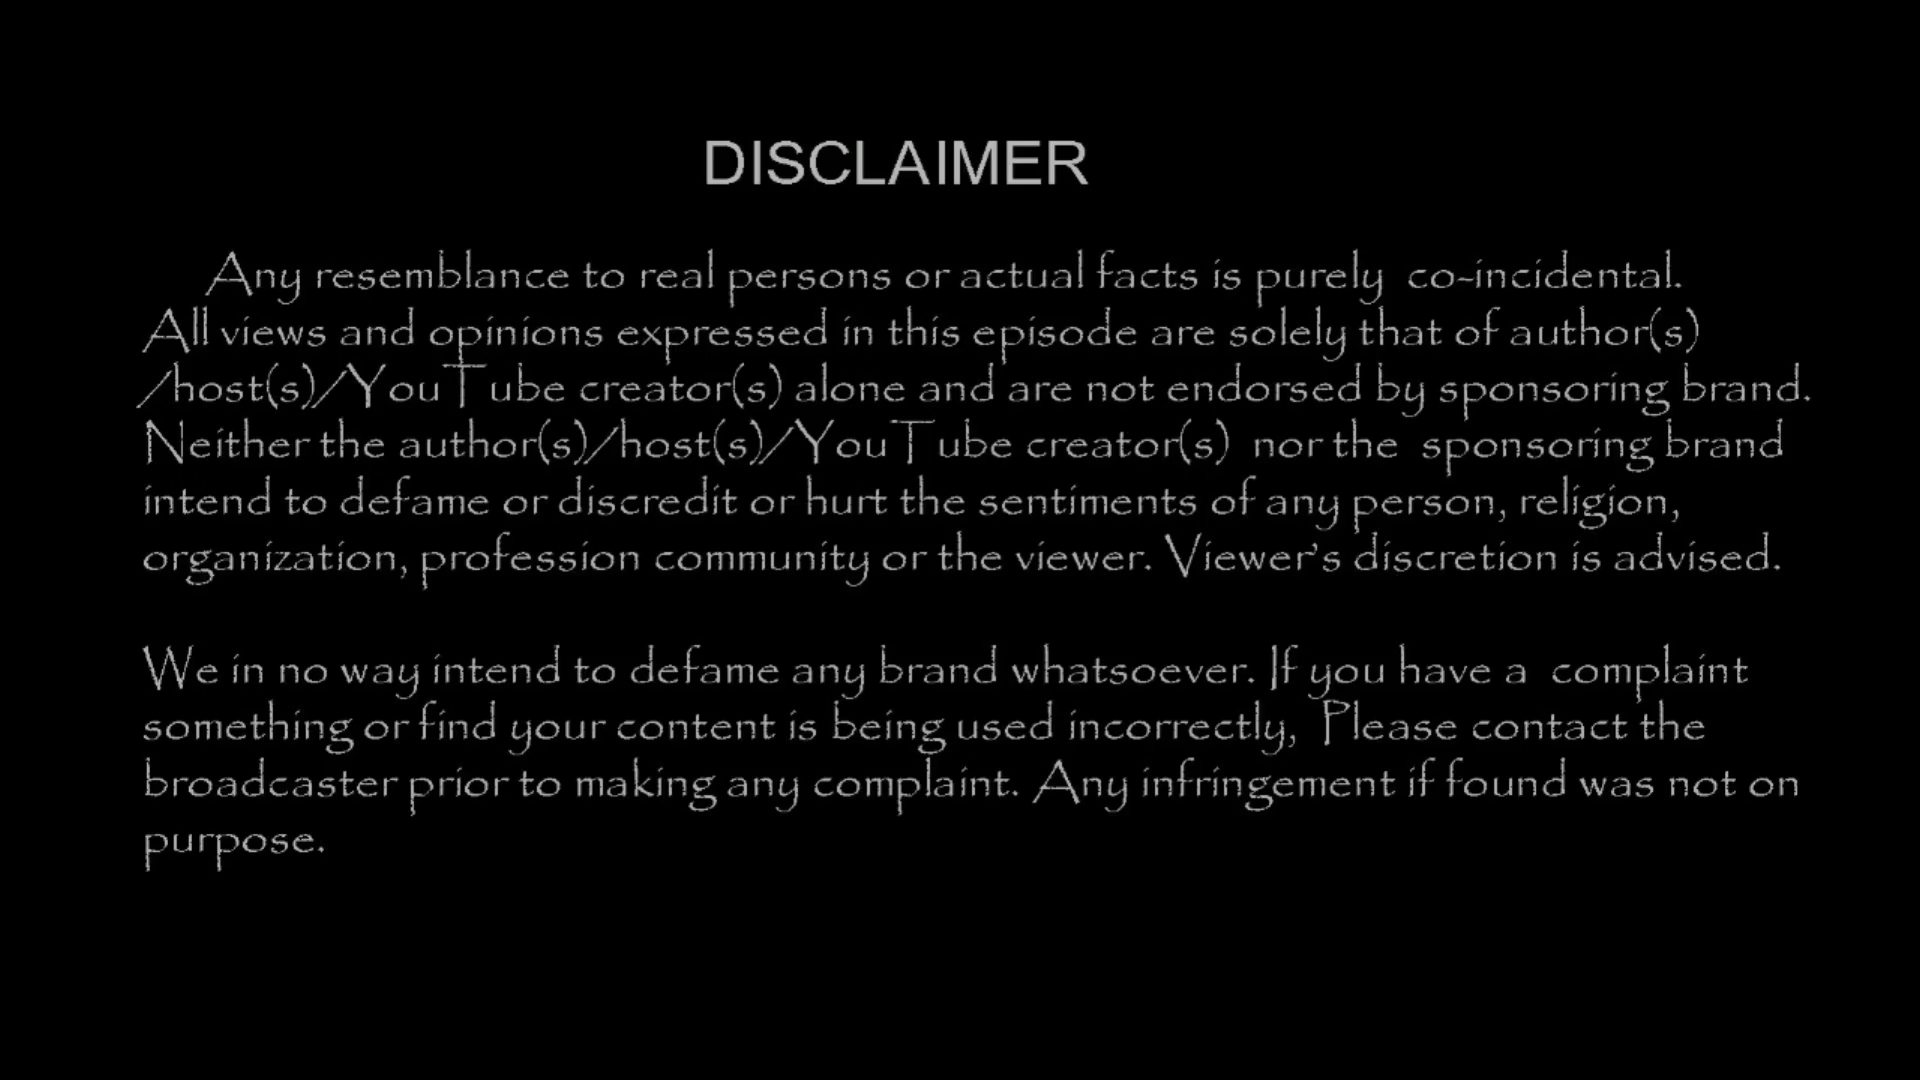 DISCLAIMER
Any resemblance to real persons or actual facts is purely co-incidental.
All views and opinions expressed in this episode are solely that of author(s)
/host(s)/YouTube creator(s) alone and are not endorsed by sponsoring brand.
Neither the author(s)/host(s)/YouTube creator(s) nor the sponsoring brand
intend to defame or discredit or hurt the sentiments of any person, religion,
organization, profession community or the viewer. Viewer's discretion is advised.
We in no way intend to defame any brand whatsoever. If you have a complaint
something or find your content is being used incorrectly, Please contact the
broadcaster prior to making any complaint. Any infringement if found was not on
purpose.